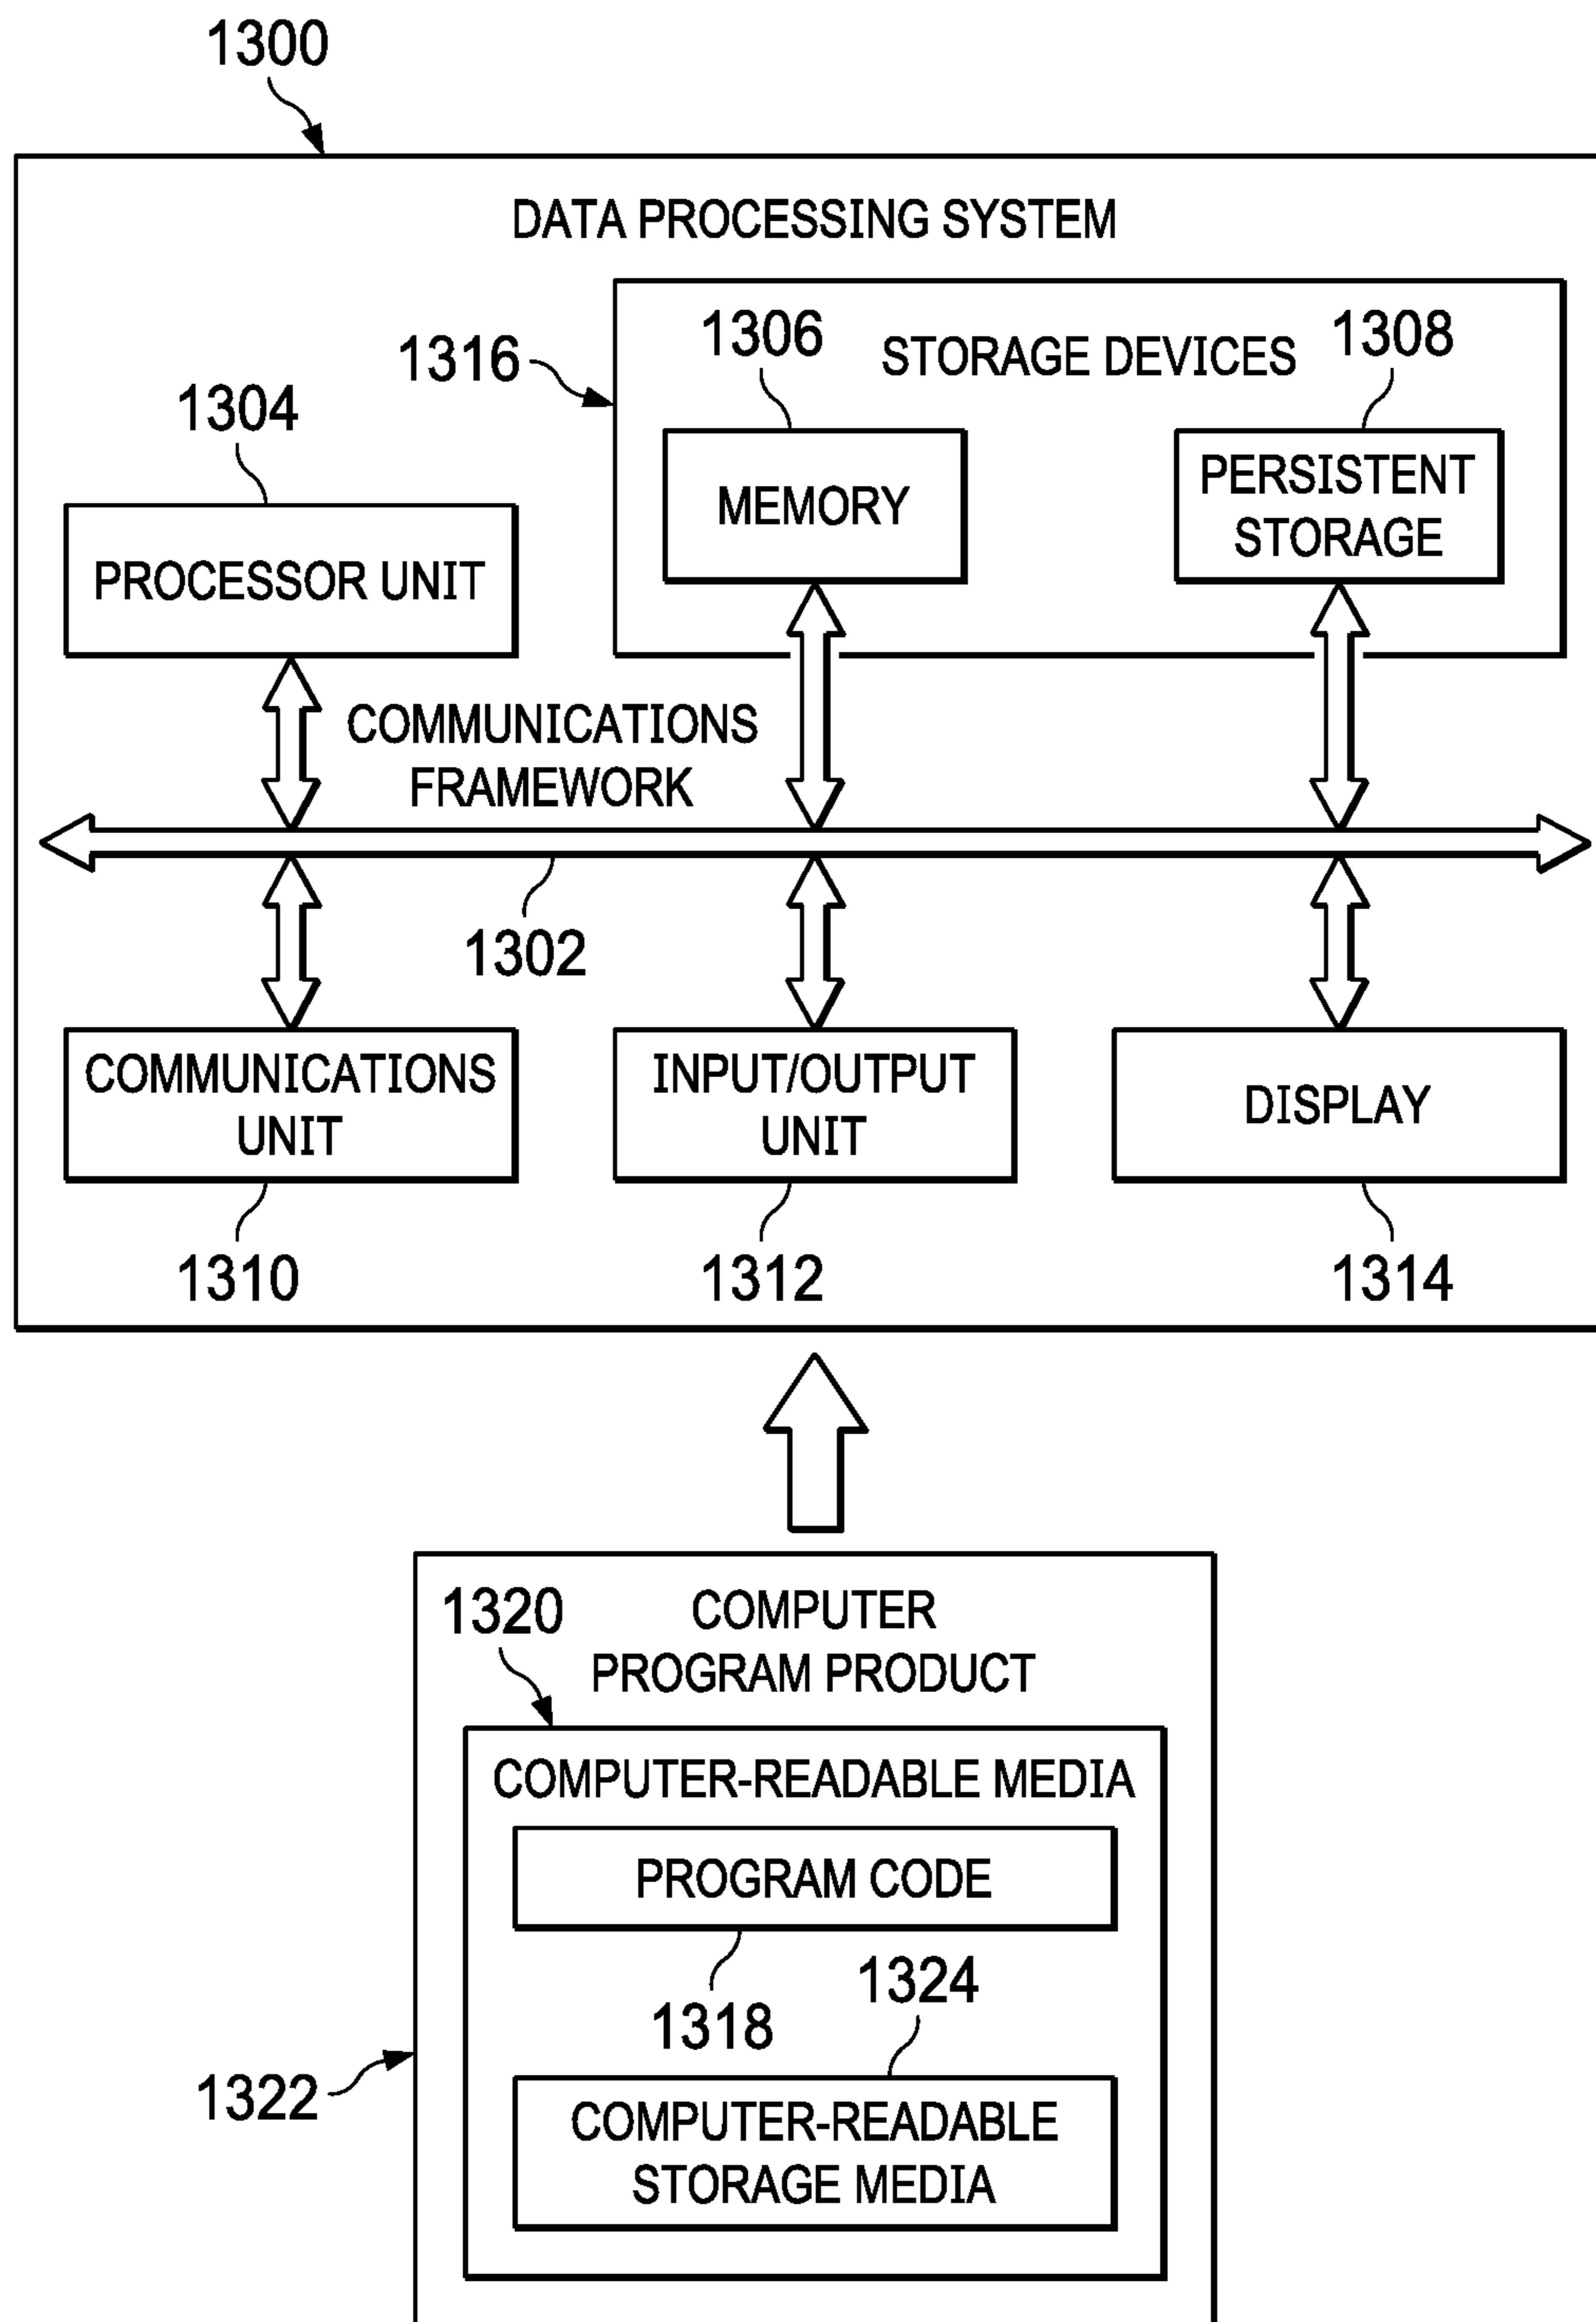 1300
DATA PROCESSING SYSTEM
1316
1306
STORAGE DEVICES
1308
1304
MEMORY
PERSISTENT
STORAGE
PROCESSOR UNIT
COMMUNICATIONS
FRAMEWORK
1302
COMMUNICATIONS
UNIT
INPUT/OUTPUT
UNIT
DISPLAY
1310
1312
1314
1320
COMPUTER
PROGRAM PRODUCT
COMPUTER-READABLE MEDIA
PROGRAM CODE
1318
1324
1322
COMPUTER-READABLE
STORAGE MEDIA